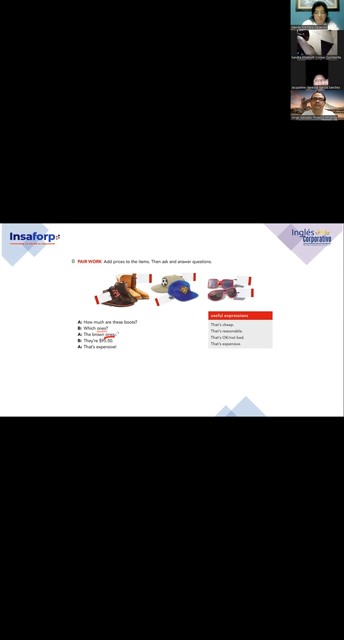 Insaforp
Inglés
Corporativo
B PAIR WORK Add prices to the items. Then ask and answer questions.
A: How much are these boots?
B: Which ones?
A: The brown ones.
B: They're $95.50.
A: That's expensive!
useful expressions
That's cheap.
That's reasonable.
That's OK/not bad.
That's expensive.